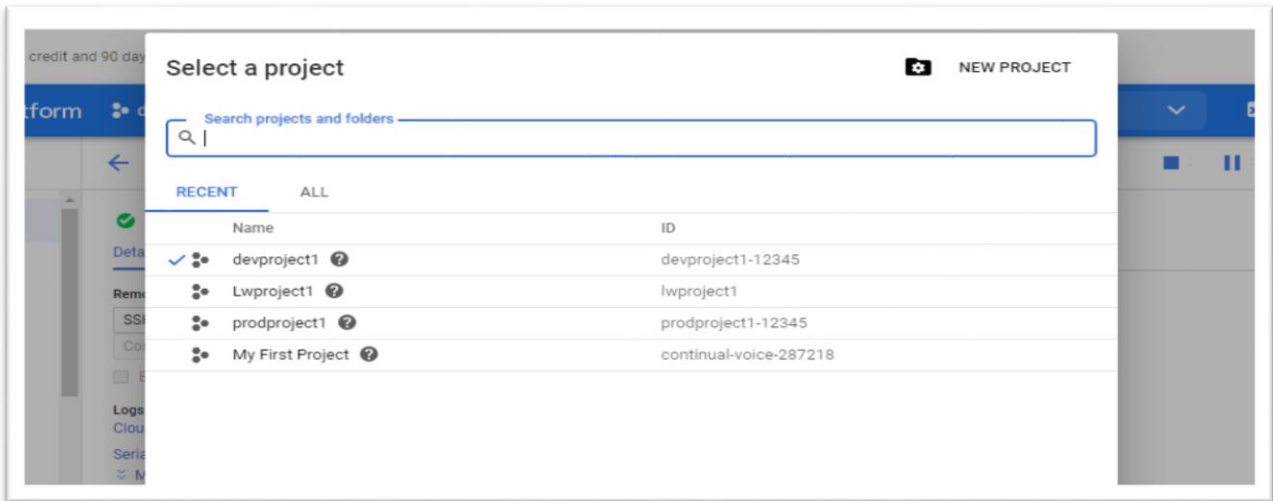 credit and 90 day
Select a project
NEW PROJECT
tform
Search projects and folders
RECENT ALL
Name ID
Deta
devproject1 devproject1-12345
Remo
Lwproject1 lwproject1
SSH
prodproject1 prodproject1-12345
My First Project continual-voice-287218
Logs
Clou
Seria